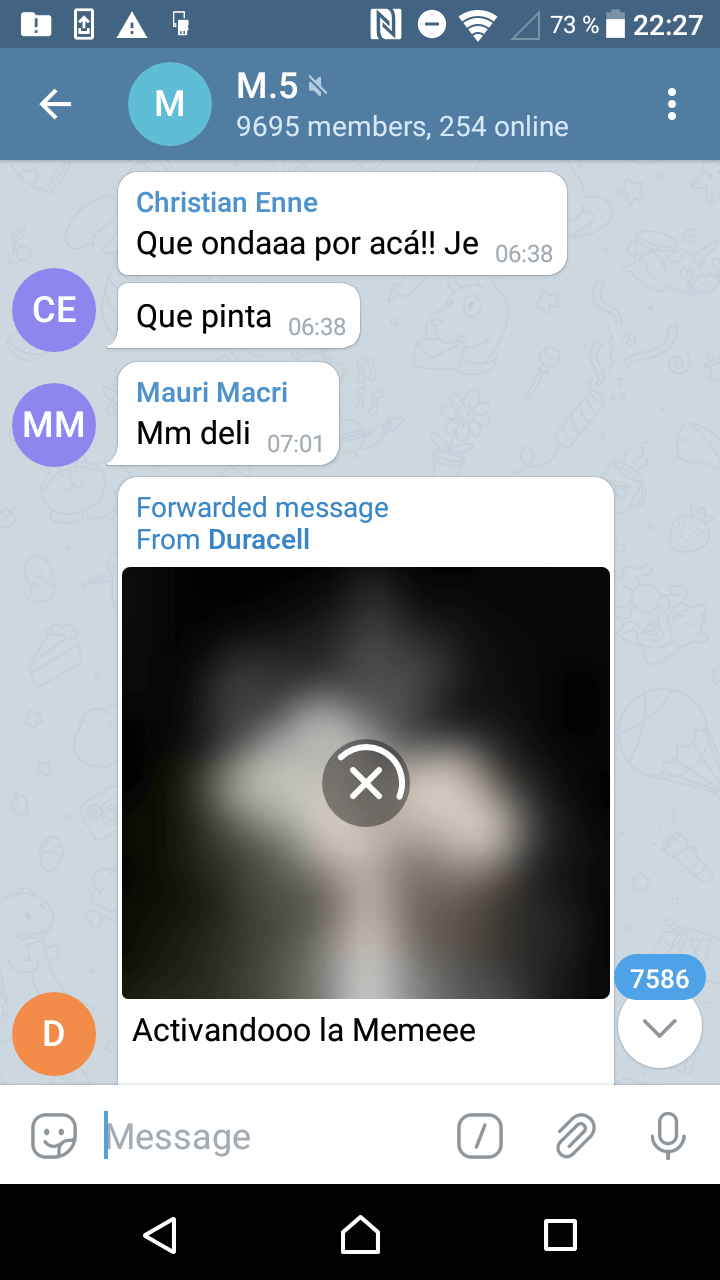 73 % 22:27
M M.5
9695 members, 254 online
Christian Enne
Que ondaaa por acá!! Je 06:38
CE Que pinta 06:38
Mauri Macri
MM Mm deli 07:01
Forwarded message
From Duracell
7586
D Activandooo la Memeee
Message